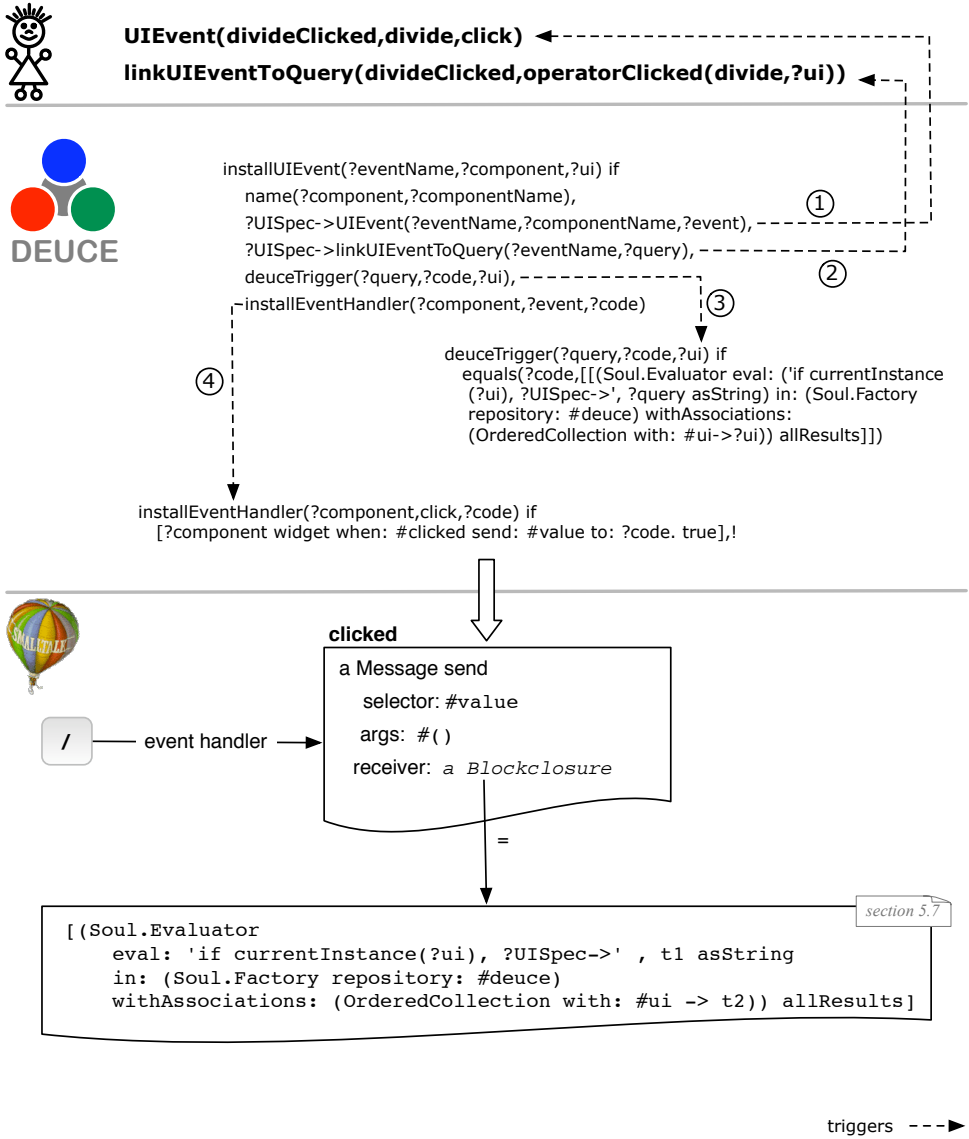 UIEvent(divideClicked,divide,click)
linkUIEventToQuery(divideClicked,operatorClicked(divide,?ui))
DEUCE
installUIEvent(?eventName,?component,?ui) if
name(?component,?componentName),
?UISpec->UIEvent(?eventName,?componentName,?event),
1
?UISpec->linkUIEventToQuery(?eventName,?query),
2
deuceTrigger(?query,?code,?ui),
installEventHandler(?component,?event,?code)
3
deuceTrigger(?query,?code,?ui) if
equals(?code,[[(Soul.Evaluator eval: ('if currentInstance
(?ui), ?UISpec->', ?query asString) in: (Soul.Factory
repository: #deuce) withAssociations:
(OrderedCollection with: #ui->?ui)) allResults]])
4
installEventHandler(?component,click,?code) if
[?component widget when: #clicked send: #value to: ?code. true],!
SMALLTALK
clicked
a Message send
selector: #value
args: #()
receiver: a Blockclosure
/
event handler
=
section 5.7
[(Soul.Evaluator
eval: 'if currentInstance(?ui), ?UISpec->' , t1 asString
in: (Soul.Factory repository: #deuce)
withAssociations: (OrderedCollection with: #ui -> t2)) allResults]
triggers